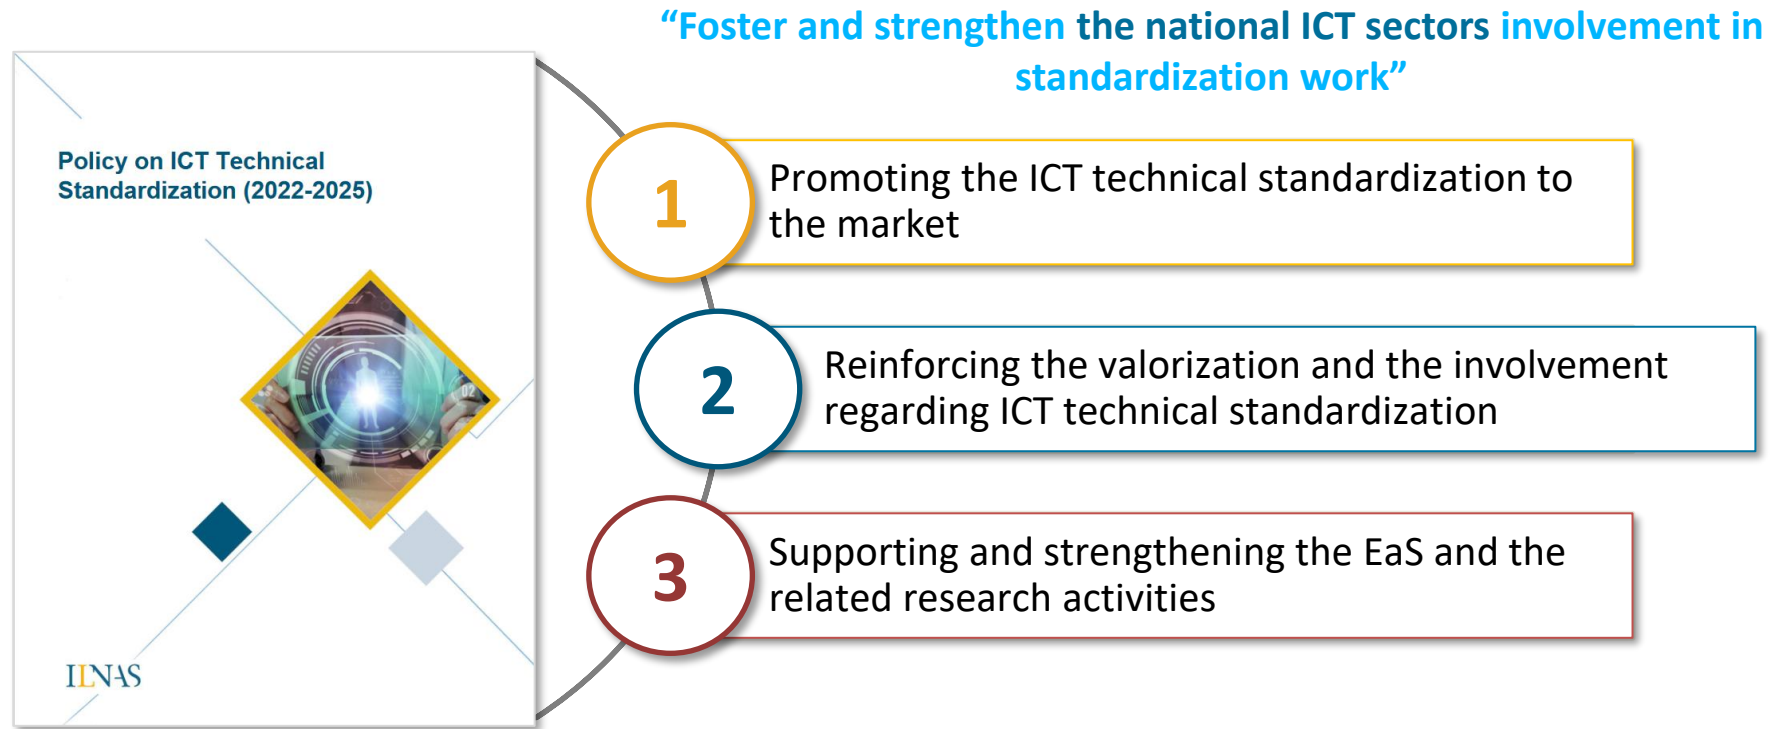 “Foster and strengthen the national ICT sectors involvement in
standardization work”
Policy on ICT Technical
Standardization (2022-2025)
ILNAS
1
Promoting the ICT technical standardization to
the market
2
Reinforcing the valorization and the involvement
regarding ICT technical standardization
3
Supporting and strengthening the EaS and the
related research activities
02